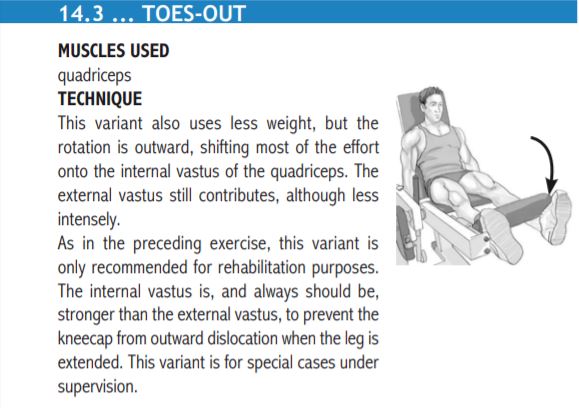 14.3 ... TOES-OUT
MUSCLES USED
quadriceps
TECHNIQUE
This variant also uses less weight, but the
rotation is outward, shifting most of the effort
onto the internal vastus of the quadriceps. The
external vastus still contributes, although less
intensely.
As in the preceding exercise, this variant is
only recommended for rehabilitation purposes.
The internal vastus is, and always should be,
stronger than the external vastus, to prevent the
kneecap from outward dislocation when the leg is
extended. This variant is for special cases under
supervision.